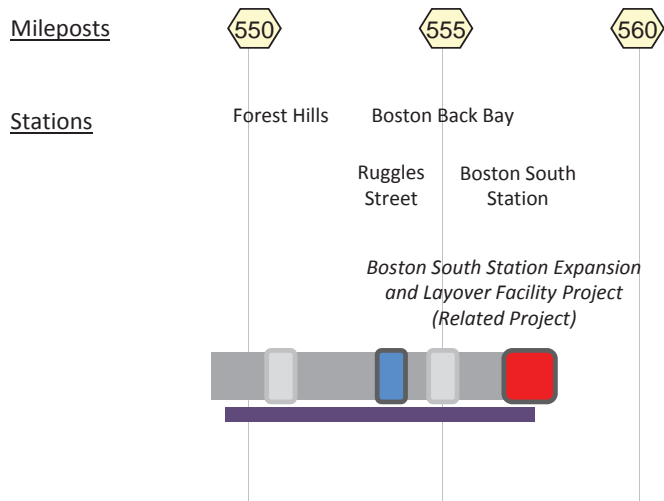 Mileposts
550
555
560
Stations
Forest Hills
Boston Back Bay
Ruggles
Street
Boston South
Station
Boston South Station Expansion
and Layover Facility Project
(Related Project)